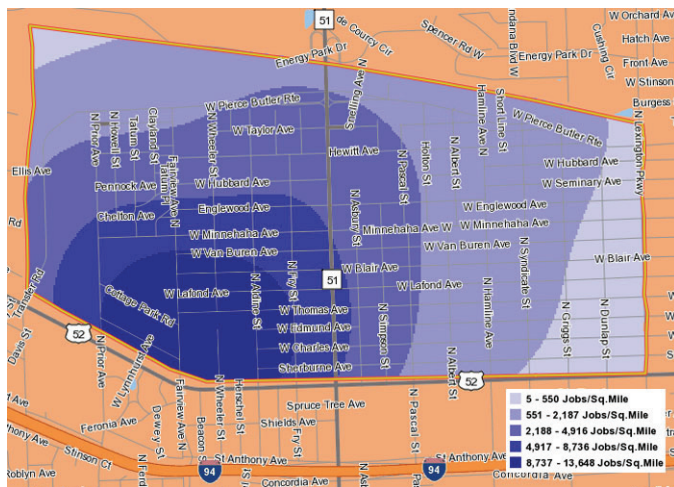 51
de Courcy Cir
Energy Park Dr
Spencer Rd W
Indiana Blvd W
Energy Park Dr
Cushing Cir
W Orchard Ave
Hatch Ave
Front Ave
W Stinson
Burgess
Snelling Ave N
W Pierce Butler Rte
W Taylor Ave
Hewitt Ave
N Prior Ave
N Howell St
Tatum St
Clayland St
Tatum Pl
Fairview Ave N
N Wheeler St
Hamline Ave N
Short Line St
W Pierce Butler Rte
N Lexington Pkwy
Ellis Ave
Pennock Ave
W Hubbard Ave
N Pascal St
Holton St
N Albert St
W Hubbard Ave
W Seminary Ave
Chelton Ave
Englewood Ave
N Asbury St
W Englewood Ave
Rd
W Minnehaha Ave
Minnehaha Ave W
W Minnehaha Ave
W Van Buren Ave
W Van Buren Ave
W Blair Ave
N Syndicate St
W Blair Ave
Transfer Rd
Cottage Park Rd
W Lafond Ave
N Aldine St
N Fry St
51
W Lafond Ave
W Thomas Ave
W Edmund Ave
W Charles Ave
Sherburne Ave
N Simpson St
N Hamline Ave
N Griggs St
N Dunlap St
52
Davis St
N Prior Ave
W Lynnhurst Ave
N Albert St
52
Fairview Ave N
N Wheeler St
Herschel St
Spruce Tree Ave
Feronia Ave
Dewey St
Beacon St
Shields Ave
Fry St
N Pascal St
Anthony Ave
Stinson Ct
St Anthony Ave
St Anthony Ave
94
94
Roblyn Ave
Concordia Ave
Concordia Ave
5 - 550 Jobs/Sq.Mile
551 - 2,187 Jobs/Sq.Mile
2,188 - 4,916 Jobs/Sq.Mile
4,917 - 8,736 Jobs/Sq.Mile
8,737 - 13,648 Jobs/Sq.Mile